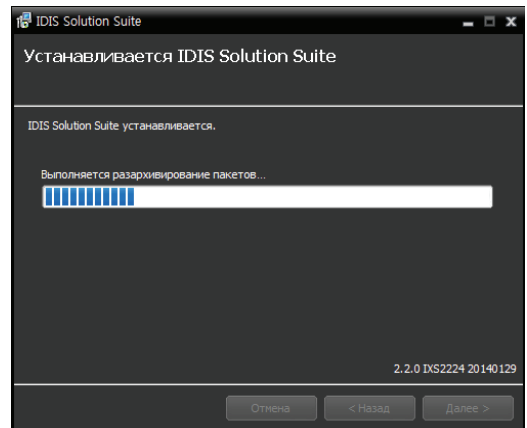 IDIS Solution Suite
Устанавливается IDIS Solution Suite
IDIS Solution Suite устанавливается.
Выполняется разархивирование пакетов...
2.2.0 IXS2224 20140129
Отмена
< Назад
Далее >